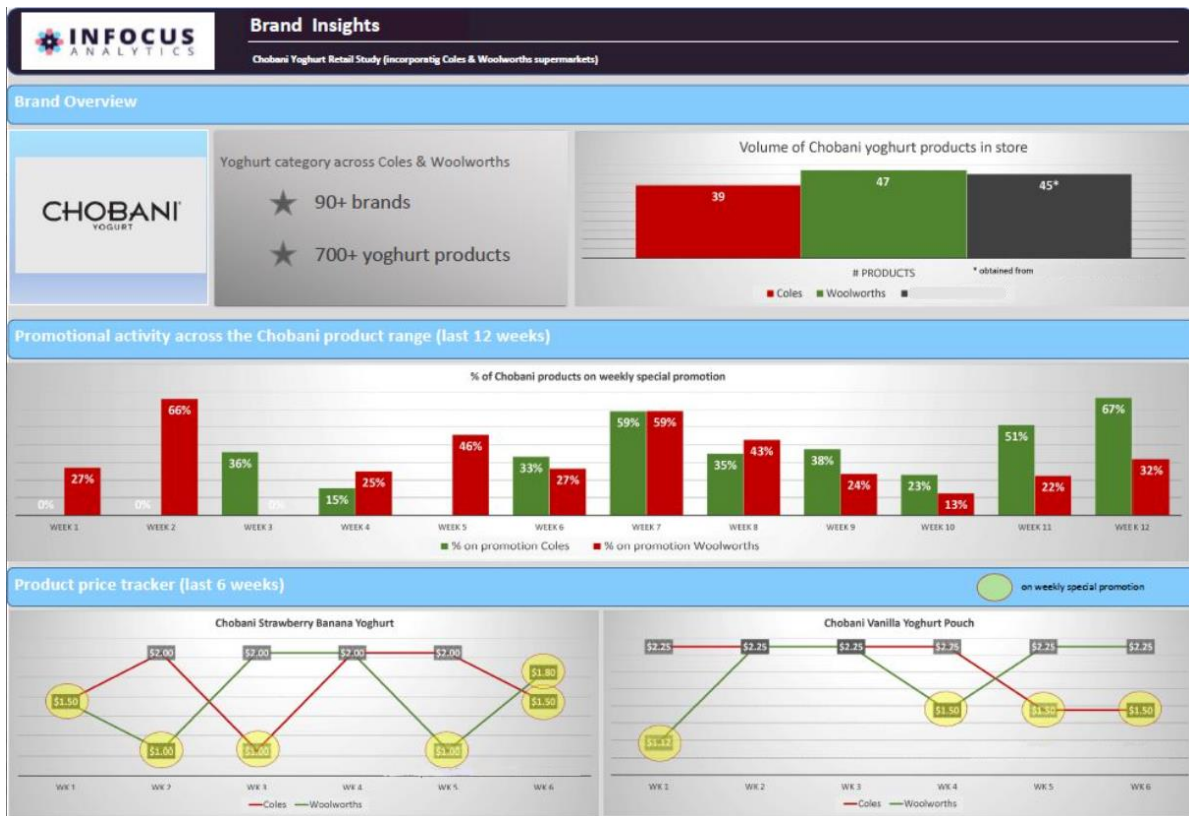 INFOCUS
ANALYTICS
Brand Insights
Chobani Yoghurt Retail Study (incorporatig Coles & Woolworths supermarkets)
Brand Overview
CHOBANI
YOGURT
Yoghurt category across Coles & Woolworths
90+ brands
700+ yoghurt products
Volume of Chobani yoghurt products in store
39
47
45*
# PRODUCTS
* obtained from
Coles Woolworths
Promotional activity across the Chobani product range (last 12 weeks)
% of Chobani products on weekly special promotion
0% 27% 0% 66% 36% 0% 15% 25% 46% 33% 27% 59% 59% 35% 43% 38% 24% 23% 13% 51% 22% 67% 32%
WEEK 1 WEEK 2 WEEK 3 WEEK 4 WEEK 5 WEEK 6 WEEK 7 WEEK 8 WEEK 9 WEEK 10 WEEK 11 WEEK 12
% on promotion Coles % on promotion Woolworths
Product price tracker (last 6 weeks)
on weekly special promotion
Chobani Strawberry Banana Yoghurt
$2.00 $2.00 $2.00 $2.00
$1.80
$1.50 $1.50
$1.00 $1.00 $1.00
WK 1 WK 2 WK 3 WK 4 WK 5 WK 6
Coles Woolworths
Chobani Vanilla Yoghurt Pouch
$2.25 $2.25 $2.25 $2.25 $2.25 $2.25
$1.50 $1.50 $1.50
$1.12
WK 1 WK 2 WK 3 WK 4 WK 5 WK 6
Coles Woolworths